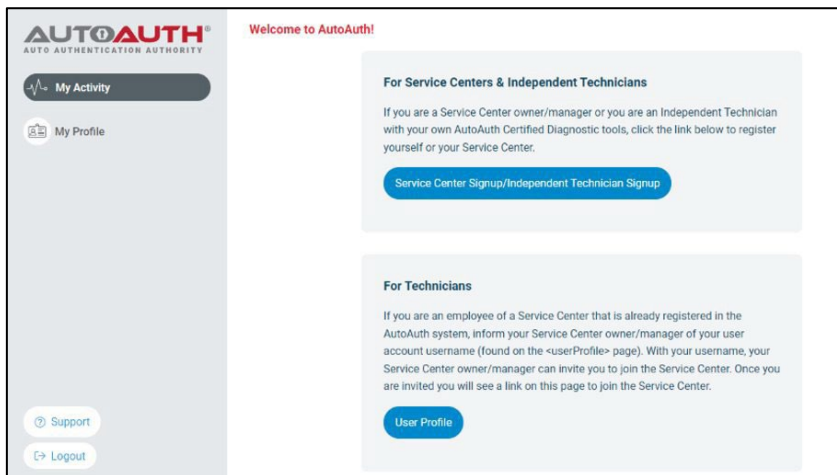 AUTOAUTH®
AUTO AUTHENTICATION AUTHORITY
My Activity
My Profile
Support
Logout
Welcome to AutoAuth!
For Service Centers & Independent Technicians
If you are a Service Center owner/manager or you are an Independent Technician
with your own AutoAuth Certified Diagnostic tools, click the link below to register
yourself or your Service Center.
Service Center Signup/Independent Technician Signup
For Technicians
If you are an employee of a Service Center that is already registered in the
AutoAuth system, inform your Service Center owner/manager of your user
account username (found on the <userProfile> page). With your username, your
Service Center owner/manager can invite you to join the Service Center. Once you
are invited you will see a link on this page to join the Service Center.
User Profile